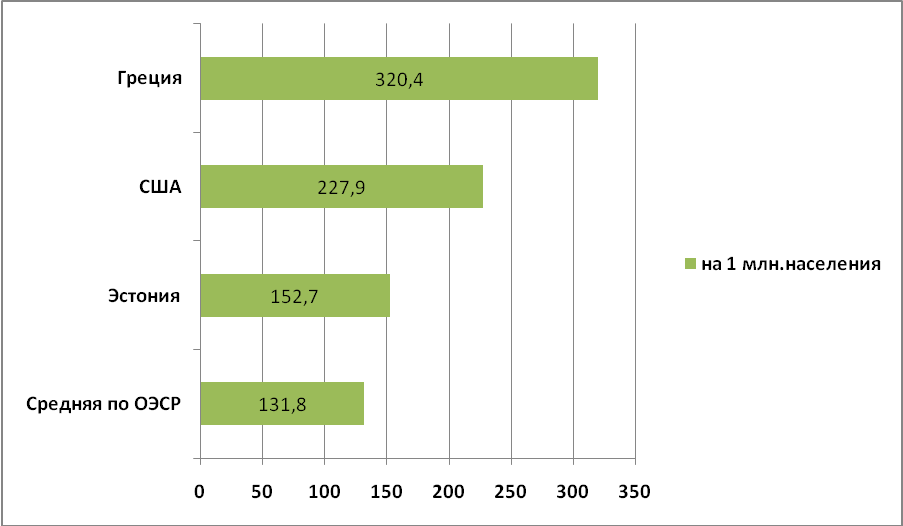 Греция
320,4
США
227,9
на 1 млн.населения
Эстония
152,7
Средняя по ОЭСР
131,8
0 50 100 150 200 250 300 350